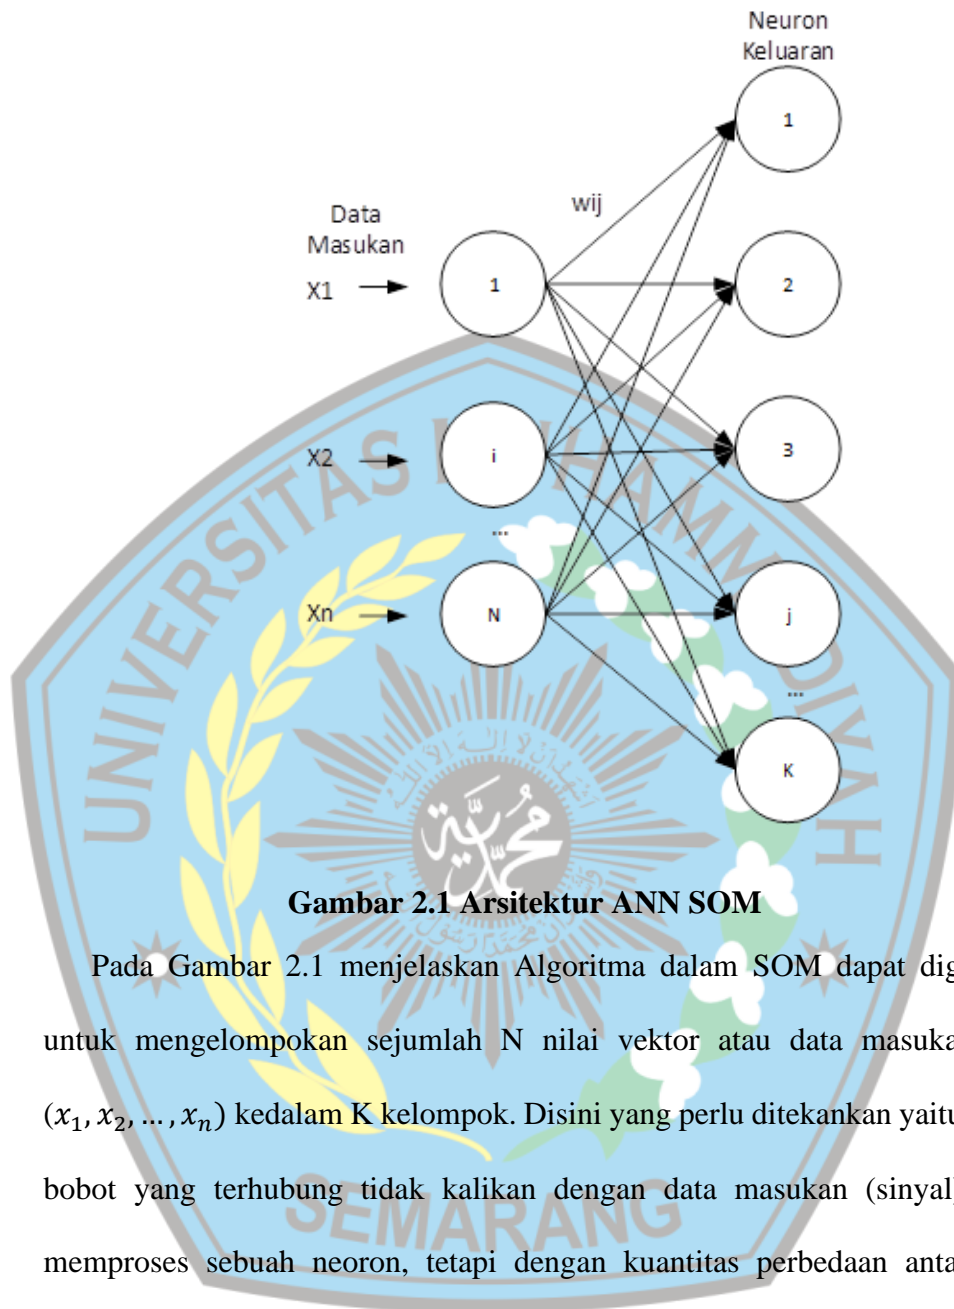 Neuron
Keluaran
1
wij
Data
Masukan
X1
1
2
X2
i
3
...
Xn
N
j
...
K
UNIVERSITAS MUHAMMADIYAH
SEMARANG
Gambar 2.1 Arsitektur ANN SOM
Pada Gambar 2.1 menjelaskan Algoritma dalam SOM dapat dig
untuk mengelompokan sejumlah N nilai vektor atau data masuka
(x₁, x₂, … , xₙ) kedalam K kelompok. Disini yang perlu ditekankan yaitu
bobot yang terhubung tidak kalikan dengan data masukan (sinyal)
memproses sebuah neoron, tetapi dengan kuantitas perbedaan anta